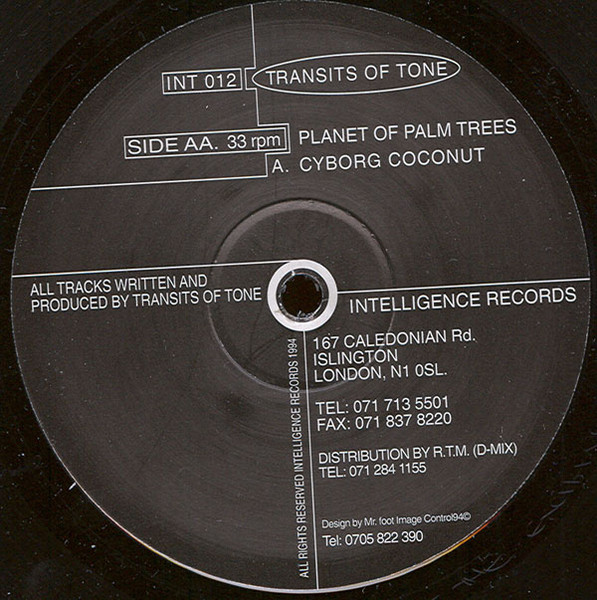 INT 012 TRANSITS OF TONE
SIDE AA. 33 rpm PLANET OF PALM TREES
A. CYBORG COCONUT
ALL TRACKS WRITTEN AND
PRODUCED BY TRANSITS OF TONE
INTELLIGENCE RECORDS
167 CALEDONIAN Rd.
ISLINGTON
LONDON, N1 0SL.
TEL: 071 713 5501
FAX: 071 837 8220
DISTRIBUTION BY R.T.M. (D-MIX)
TEL: 071 284 1155
ALL RIGHTS RESERVED INTELLIGENCE RECORDS 1994
Design by Mr. foot Image Control94©
Tel: 0705 822 390